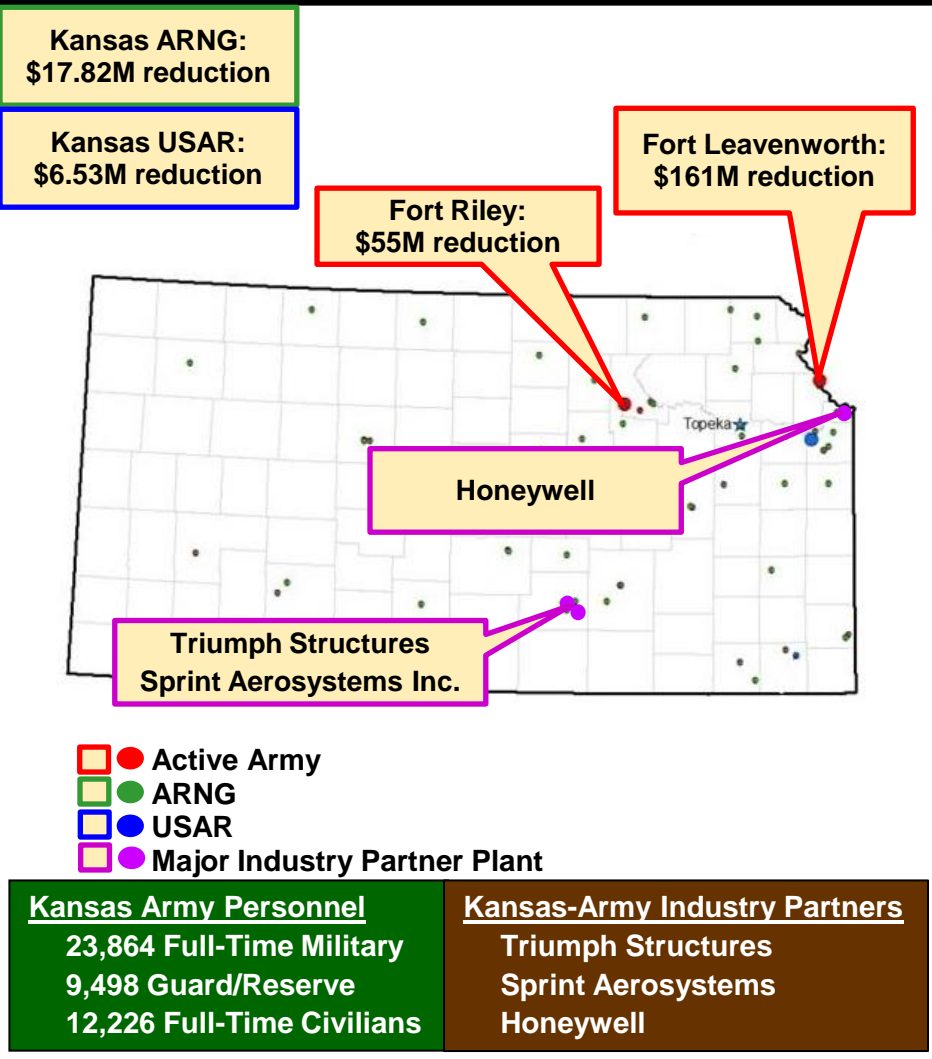 Kansas ARNG:
$17.82M reduction
Kansas USAR:
$6.53M reduction
Fort Leavenworth:
$161M reduction
Fort Riley:
$55M reduction
Topeka
Honeywell
Triumph Structures
Sprint Aerosystems Inc.
Active Army
ARNG
USAR
Major Industry Partner Plant
Kansas Army Personnel
23,864 Full-Time Military
9,498 Guard/Reserve
12,226 Full-Time Civilians
Kansas-Army Industry Partners
Triumph Structures
Sprint Aerosystems
Honeywell